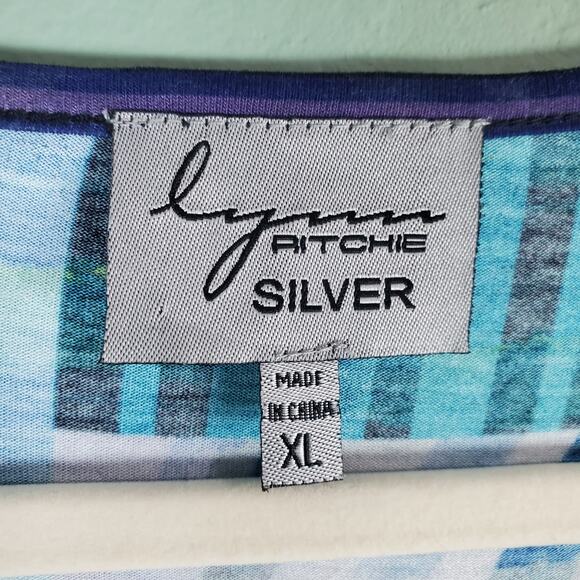 lynn
RITCHIE
SILVER
MADE
IN CHINA
XL